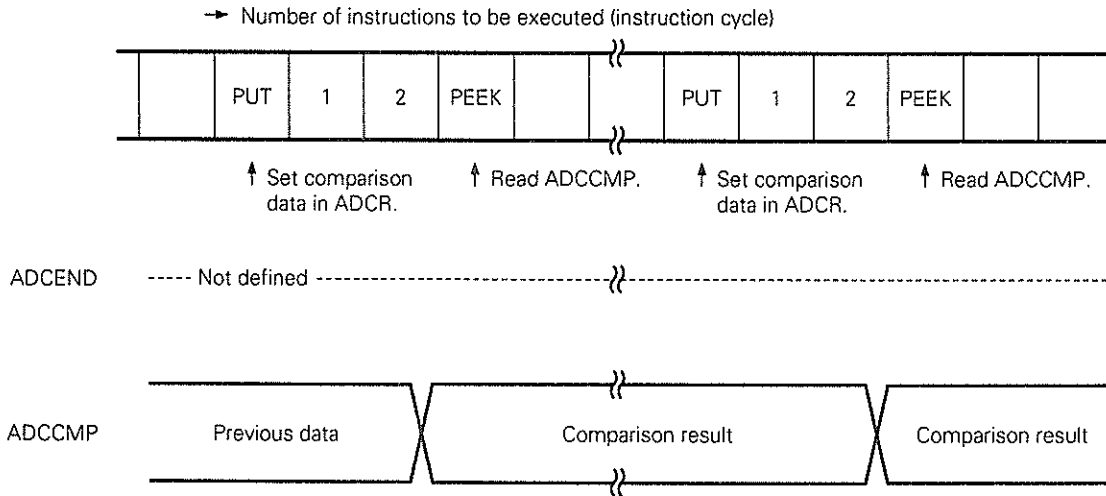 → Number of instructions to be executed (instruction cycle)
PUT 1 2 PEEK PUT 1 2 PEEK
↑ Set comparison ↑ Read ADCCMP. ↑ Set comparison ↑ Read ADCCMP.
data in ADCR. data in ADCR.
ADCEND Not defined
ADCCMP Previous data Comparison result Comparison result